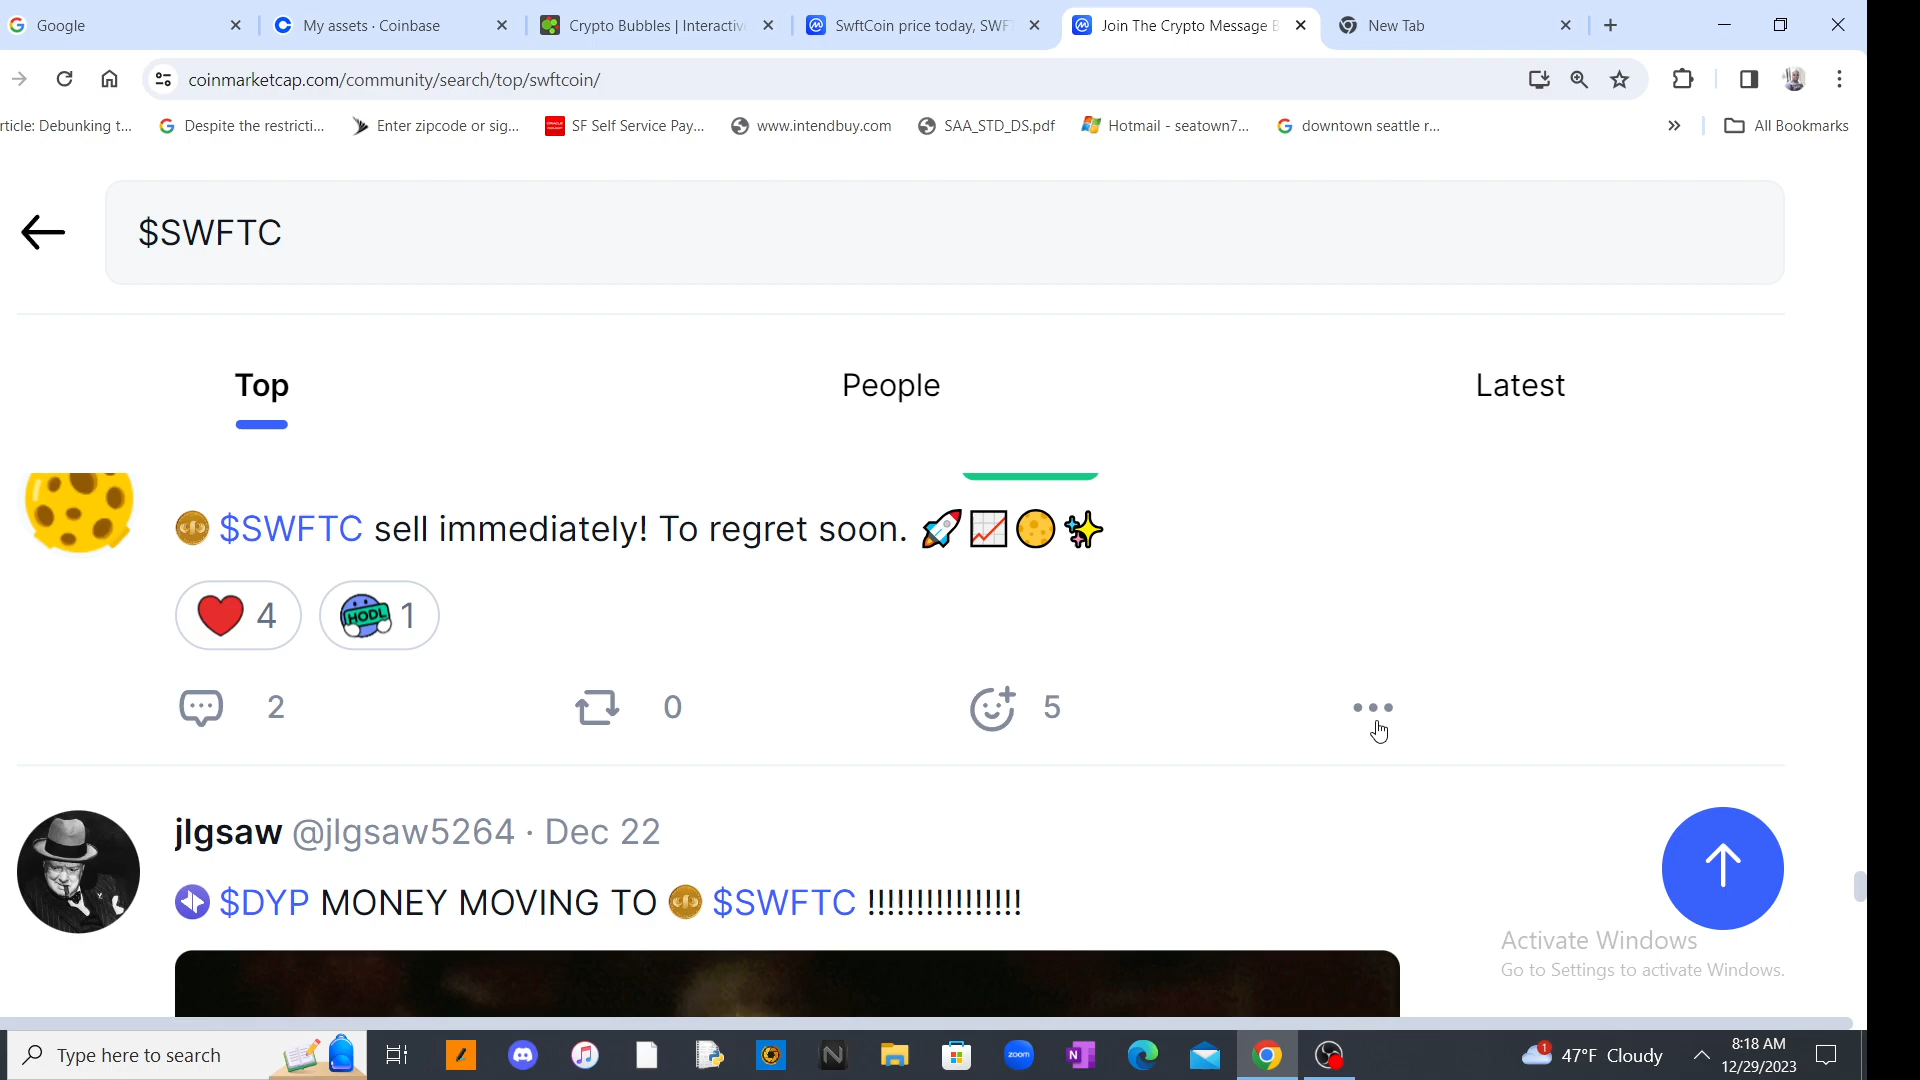 Google
My assets · Coinbase
Crypto Bubbles | Interactiv
SwftCoin price today, SWF
Join The Crypto Message B
New Tab
coinmarketcap.com/community/search/top/swftcoin/
rticle: Debunking t...
Despite the restricti...
Enter zipcode or sig...
SF Self Service Pay...
www.intendbuy.com
SAA_STD_DS.pdf
Hotmail - seatown7...
downtown seattle r...
»
All Bookmarks
$SWFTC
Top
People
Latest
$SWFTC sell immediately! To regret soon. 🚀📈🌕✨
4
HODL 1
2
0
5
jlgsaw @jlgsaw5264 · Dec 22
$DYP MONEY MOVING TO $SWFTC !!!!!!!!!!!!!!!!
Activate Windows
Go to Settings to activate Windows.
Type here to search
zoom
N
N
1
47°F Cloudy
8:18 AM
12/29/2023